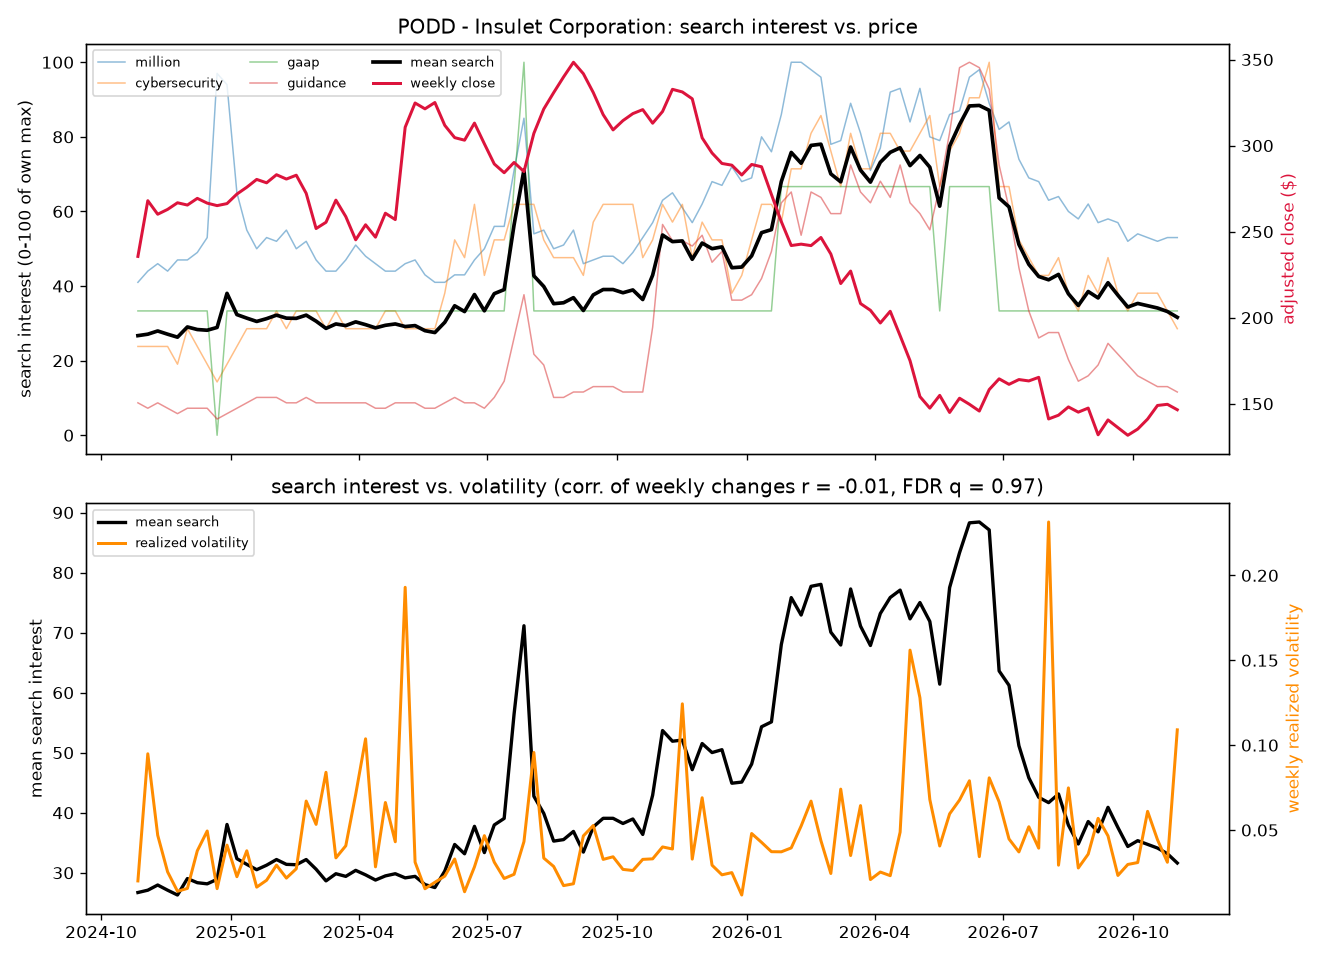 PODD - Insulet Corporation: search interest vs. price
million
cybersecurity
gaap
guidance
mean search
weekly close
search interest (0-100 of own max)
100
80
60
40
20
0
adjusted close ($)
350
300
250
200
150
search interest vs. volatility (corr. of weekly changes r = -0.01, FDR q = 0.97)
mean search
realized volatility
mean search interest
90
80
70
60
50
40
30
weekly realized volatility
0.20
0.15
0.10
0.05
2024-10
2025-01
2025-04
2025-07
2025-10
2026-01
2026-04
2026-07
2026-10